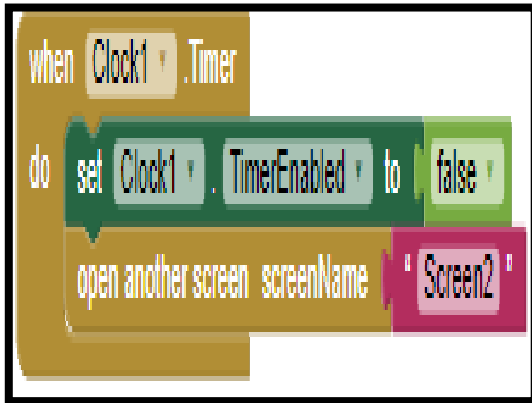 when Clock1 .Timer
do set Clock1 . TimerEnabled to false
open another screen screenName " Screen2 "